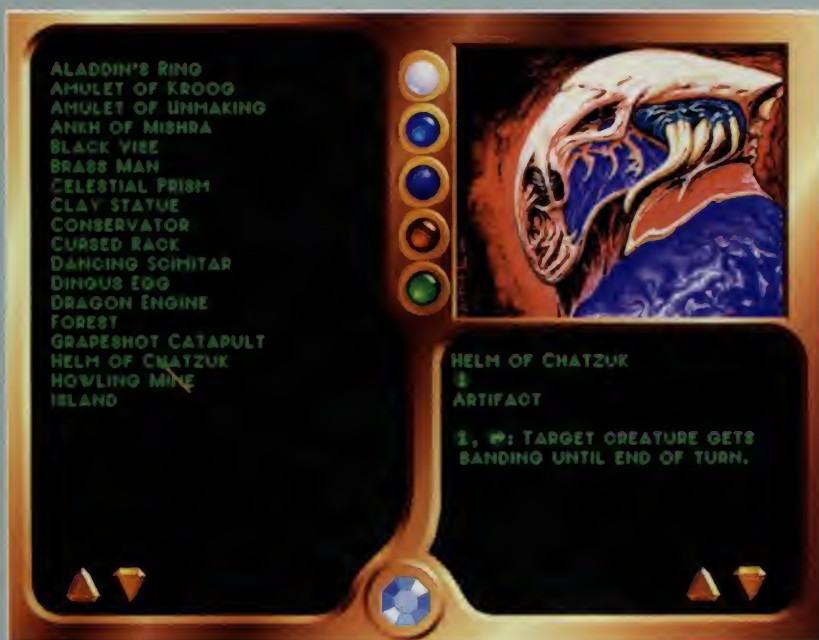 ALADDIN'S RING
AMULET OF KROOG
AMULET OF UNMAKING
ANKH OF MISHRA
BLACK VISE
BRASS MAN
CELESTIAL PRISM
CLAY STATUE
CONSERVATOR
CURSED RACK
DANCING SCIMITAR
DINGUS EGG
DRAGON ENGINE
FOREST
GRAPESHOT CATAPULT
HELM OF CHATZUK
HOWLING MINE
ISLAND
HELM OF CHATZUK
1
ARTIFACT
1, : TARGET CREATURE GETS
BANDING UNTIL END OF TURN.